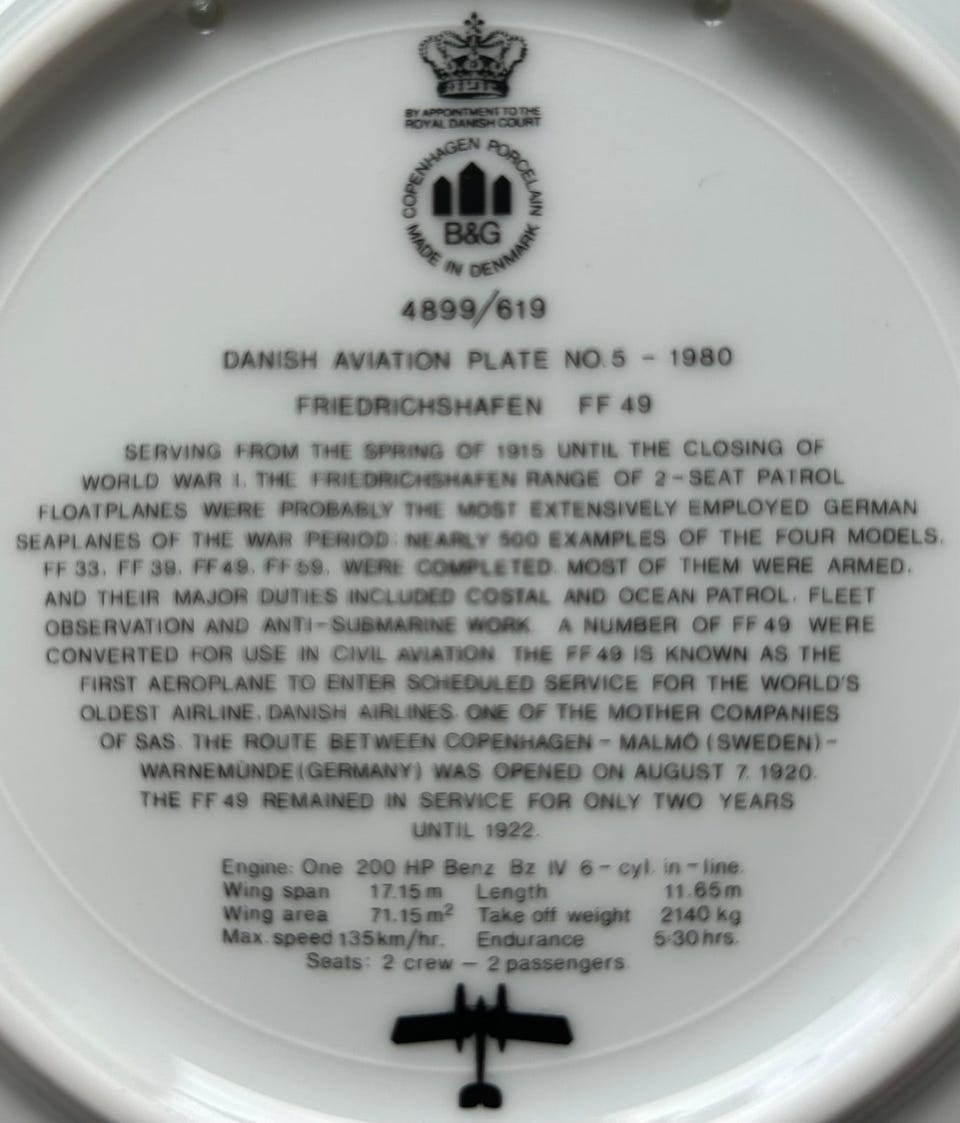 BY APPOINTMENT TO THE
ROYAL DANISH COURT
COPENHAGEN PORCELAIN
B&G
MADE IN DENMARK
4899/619
DANISH AVIATION PLATE NO. 5 - 1980
FRIEDRICHSHAFEN FF 49
SERVING FROM THE SPRING OF 1915 UNTIL THE CLOSING OF
WORLD WAR I, THE FRIEDRICHSHAFEN RANGE OF 2-SEAT PATROL
FLOATPLANES WERE PROBABLY THE MOST EXTENSIVELY EMPLOYED GERMAN
SEAPLANES OF THE WAR PERIOD. NEARLY 500 EXAMPLES OF THE FOUR MODELS,
FF 33, FF 39, FF 49, FF 59, WERE COMPLETED. MOST OF THEM WERE ARMED,
AND THEIR MAJOR DUTIES INCLUDED COSTAL AND OCEAN PATROL, FLEET
OBSERVATION AND ANTI-SUBMARINE WORK. A NUMBER OF FF 49 WERE
CONVERTED FOR USE IN CIVIL AVIATION. THE FF 49 IS KNOWN AS THE
FIRST AEROPLANE TO ENTER SCHEDULED SERVICE FOR THE WORLD'S
OLDEST AIRLINE, DANISH AIRLINES, ONE OF THE MOTHER COMPANIES
OF SAS. THE ROUTE BETWEEN COPENHAGEN - MALMÖ (SWEDEN) -
WARNEMÜNDE (GERMANY) WAS OPENED ON AUGUST 7, 1920.
THE FF 49 REMAINED IN SERVICE FOR ONLY TWO YEARS
UNTIL 1922.
Engine: One 200 HP Benz Bz IV 6-cyl. in-line.
Wing span 17.15 m Length 11.65 m
Wing area 71.15 m² Take off weight 2140 kg
Max. speed 135 km/hr. Endurance 5.30 hrs.
Seats: 2 crew - 2 passengers.